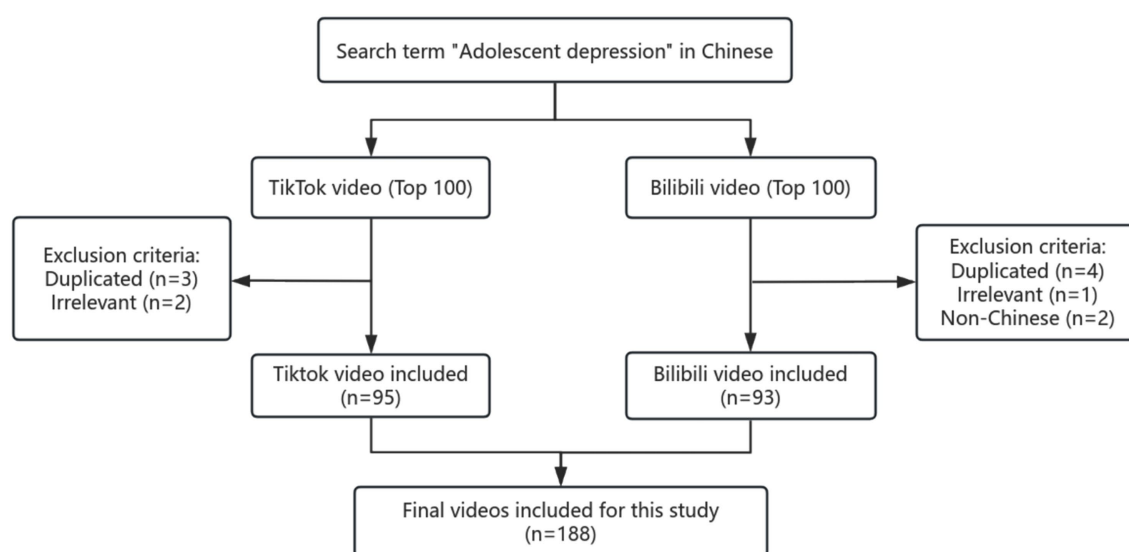 Search term "Adolescent depression" in Chinese
TikTok video (Top 100)
Bilibili video (Top 100)
Exclusion criteria:
Duplicated (n=3)
Irrelevant (n=2)
Exclusion criteria:
Duplicated (n=4)
Irrelevant (n=1)
Non-Chinese (n=2)
Tiktok video included
(n=95)
Bilibili video included
(n=93)
Final videos included for this study
(n=188)